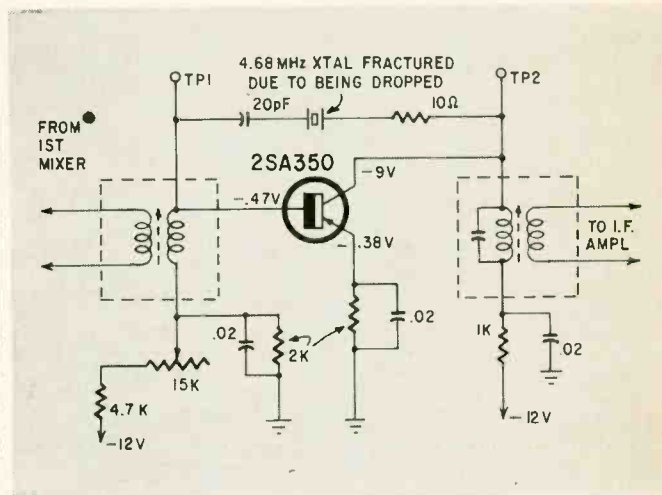 4.68 MHz XTAL FRACTURED
DUE TO BEING DROPPED
TP1
TP2
20pF
10Ω
FROM
1ST
MIXER
2SA350
-9V
-.47V
-.38V
TO I.F.
AMPL
.02
2K
.02
1K
.02
15K
4.7K
-12V
-12V